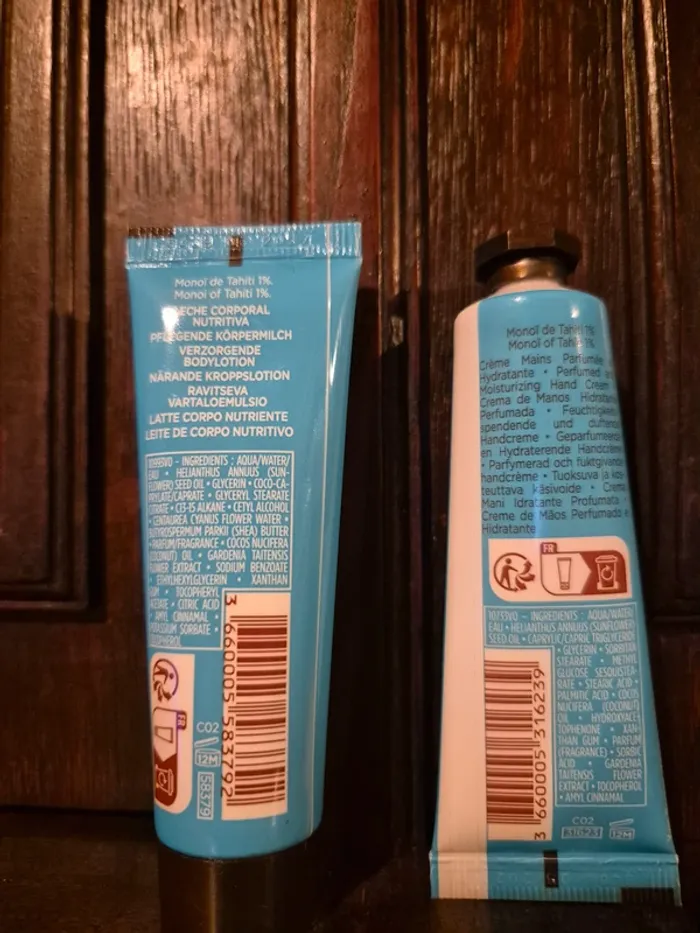 Monoï de Tahiti 1%.
Monoï of Tahiti 1%.
ECHE CORPORAL
NUTRITIVA
PFLEGENDE KÖRPERMILCH
VERZORGENDE
BODYLOTION
NÄRANDE KROPPSLOTION
RAVITSEVA
VARTALOEMULSIO
LATTE CORPO NUTRIENTE
LEITE DE CORPO NUTRITIVO
INGREDIENTS : AQUA/WATER/
EAU • HELIANTHUS ANNUUS (SUN-
FLOWER) SEED OIL • GLYCERIN • COCO-CA-
PRYLATE/CAPRATE • GLYCERYL STEARATE
CITRATE • C13-15 ALKANE • CETYL ALCOHOL
• CENTAUREA CYANUS FLOWER WATER •
BUTYROSPERMUM PARKII (SHEA) BUTTER
• PARFUM/FRAGRANCE • COCOS NUCIFERA
(COCONUT) OIL • GARDENIA TAITENSIS
FLOWER EXTRACT • SODIUM BENZOATE
• ETHYLHEXYLGLYCERIN • XANTHAN
GUM • TOCOPHERYL
ACETATE • CITRIC ACID
• AMYL CINNAMAL •
POTASSIUM SORBATE •
TOCOPHEROL
3 660005 583792
FR
C02
12M
58379
Monoï de Tahiti 1%
Monoï of Tahiti 1%
Crème Mains Parfumée
Hydratante • Perfumed
Moisturizing Hand Cream
Crema de Manos Hidratante
Perfumada • Feuchtigkeits
spendende und duftende
Handcreme • Geparfumeer
en Hydraterende Handcrème
• Parfymerad och fuktgivande
handcrème • Tuoksuva ja kos
teuttava käsivoide • Crema
Mani Idratante Profumata •
Creme de Mãos Perfumado e
Hidratante
FR
10733VO – INGREDIENTS : AQUA/WATER/
EAU • HELIANTHUS ANNUUS (SUNFLOWER)
SEED OIL • CAPRYLIC/CAPRIC TRIGLYCERIDE
• GLYCERIN • SORBITAN
STEARATE • METHYL
GLUCOSE SESQUISTEA-
RATE • STEARIC ACID •
PALMITIC ACID • COCOS
NUCIFERA (COCONUT)
OIL • HYDROXYACE-
TOPHENONE • XAN-
THAN GUM • PARFUM
(FRAGRANCE) • SORBIC
ACID • GARDENIA
TAITENSIS FLOWER
EXTRACT • TOCOPHEROL
• AMYL CINNAMAL
3 660005 316239
C02
12M